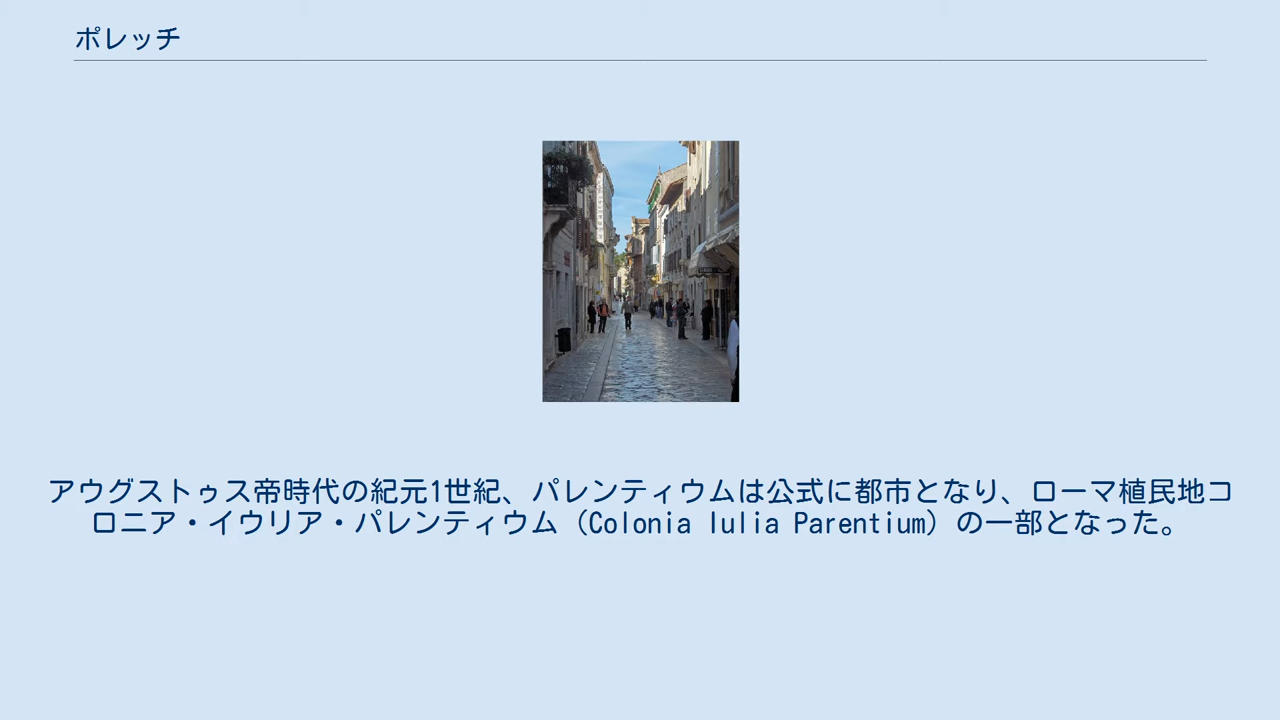 ポレッチ
アウグストゥス帝時代の紀元1世紀、パレンティウムは公式に都市となり、ローマ植民地コ
ロニア・イウリア・パレンティウム（Colonia Iulia Parentium）の一部となった。